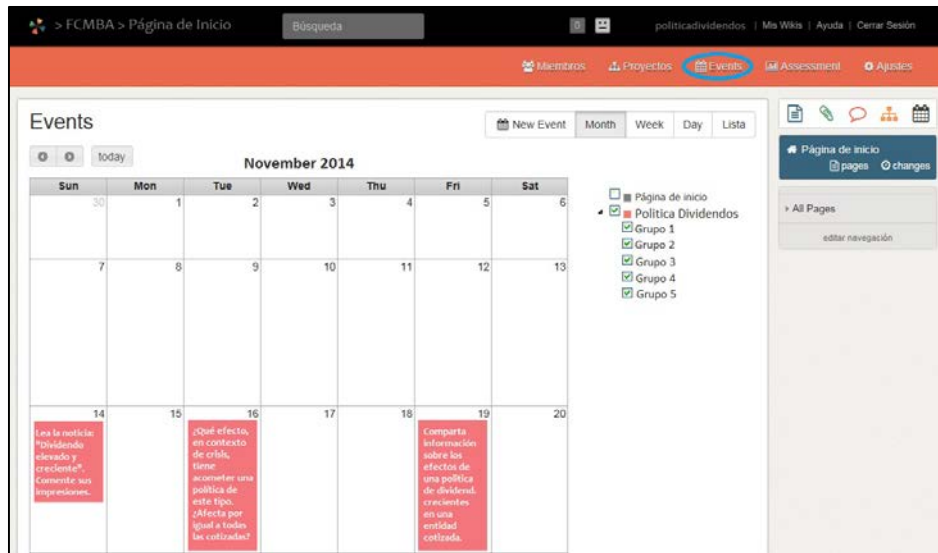 > FCMBA > Página de Inicio
Búsqueda
0
politicadividendos | Mis Wikis | Ayuda | Cerrar Sesión
Miembros Proyectos Events Assessment Ajustes
Events
New Event Month Week Day Lista
today
November 2014
Sun Mon Tue Wed Thu Fri Sat
30 1 2 3 4 5 6
7 8 9 10 11 12 13
14 15 16 17 18 19 20
Lea la noticia:
"Dividendo
elevado y
creciente".
Comente sus
impresiones.
¿Qué efecto,
en contexto
de crisis,
tiene
acometer una
política de
este tipo.
¿Afecta por
igual a todas
las cotizadas?
Comparta
información
sobre los
efectos de
una política
de dividend.
crecientes
en una
entidad
cotizada.
Página de inicio
Politica Dividendos
Grupo 1
Grupo 2
Grupo 3
Grupo 4
Grupo 5
Página de inicio
pages changes
All Pages
editar navegación